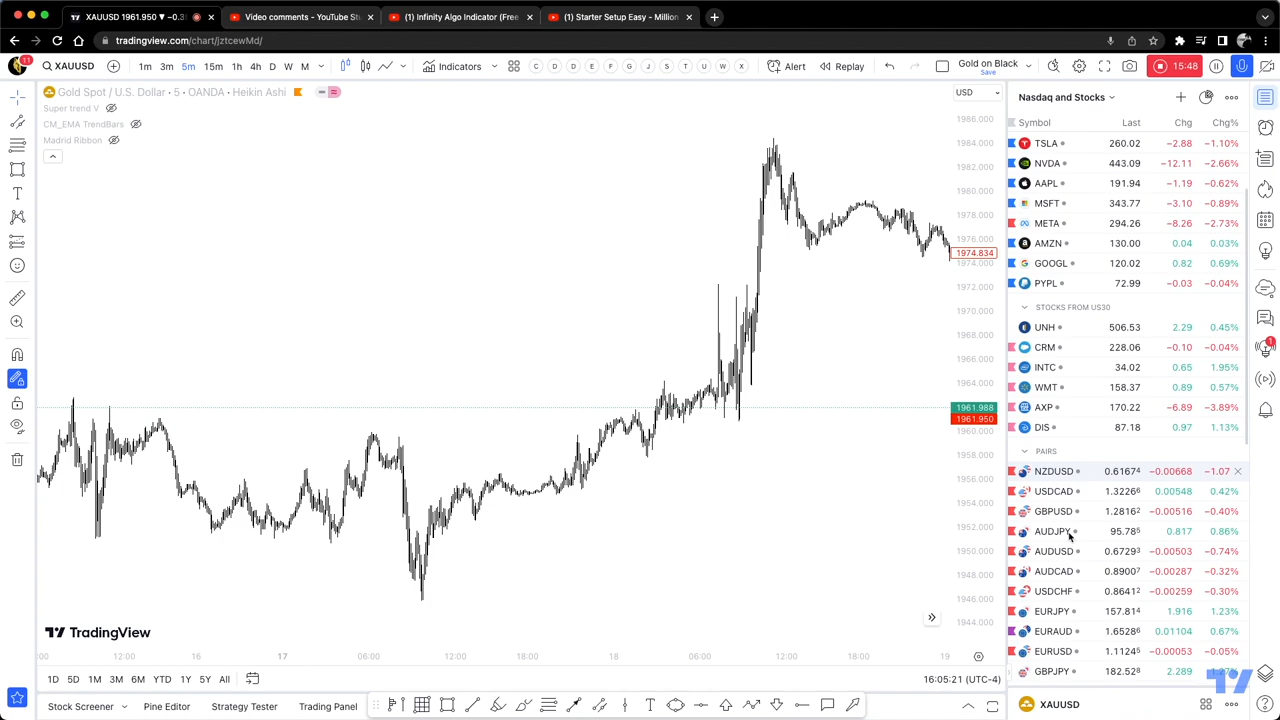 XAUUSD 1961.950 ▼ −0.3
Video comments - YouTube St
(1) Infinity Algo Indicator (Free
(1) Starter Setup Easy - Million
tradingview.com/chart/jztcewMd/
11 XAUUSD 1m 3m 5m 15m 1h 4h D W M Indicators D D E F G J S T U W X Alert Replay Gold on Black Save 15:48
Gold Spot / U.S. Dollar · 5 · OANDA · Heikin Ashi
Super trend V
CM_EMA TrendBars
Madrid Ribbon
USD
1986.000
1984.000
1982.000
1980.000
1978.000
1976.000
1974.834
1974.000
1972.000
1970.000
1968.000
1966.000
1964.000
1961.988
1961.950
1960.000
1958.000
1956.000
1954.000
1952.000
1950.000
1948.000
1946.000
1944.000
TradingView
:00 12:00 16 12:00 17 06:00 12:00 18:00 18 06:00 12:00 18:00 19
1D 5D 1M 3M 6M YTD 1Y 5Y All
16:05:21 (UTC-4)
Stock Screener Pine Editor Strategy Tester Trading Panel
Nasdaq and Stocks
Symbol Last Chg Chg%
TSLA 260.02 −2.88 −1.10%
NVDA 443.09 −12.11 −2.66%
AAPL 191.94 −1.19 −0.62%
MSFT 343.77 −3.10 −0.89%
META 294.26 −8.26 −2.73%
AMZN 130.00 0.04 0.03%
GOOGL 120.02 0.82 0.69%
PYPL 72.99 −0.03 −0.04%
STOCKS FROM US30
UNH 506.53 2.29 0.45%
CRM 228.06 −0.10 −0.04%
INTC 34.02 0.65 1.95%
WMT 158.37 0.89 0.57%
AXP 170.22 −6.89 −3.89%
DIS 87.18 0.97 1.13%
PAIRS
NZDUSD 0.61674 −0.00668 −1.07
USDCAD 1.32266 0.00548 0.42%
GBPUSD 1.28162 −0.00516 −0.40%
AUDJPY 95.785 0.817 0.86%
AUDUSD 0.67293 −0.00503 −0.74%
AUDCAD 0.89007 −0.00287 −0.32%
USDCHF 0.86412 −0.00259 −0.30%
EURJPY 157.814 1.916 1.23%
EURAUD 1.65286 0.01104 0.67%
EURUSD 1.11245 −0.00053 −0.05%
GBPJPY 182.528 2.289 1.27%
XAUUSD
1